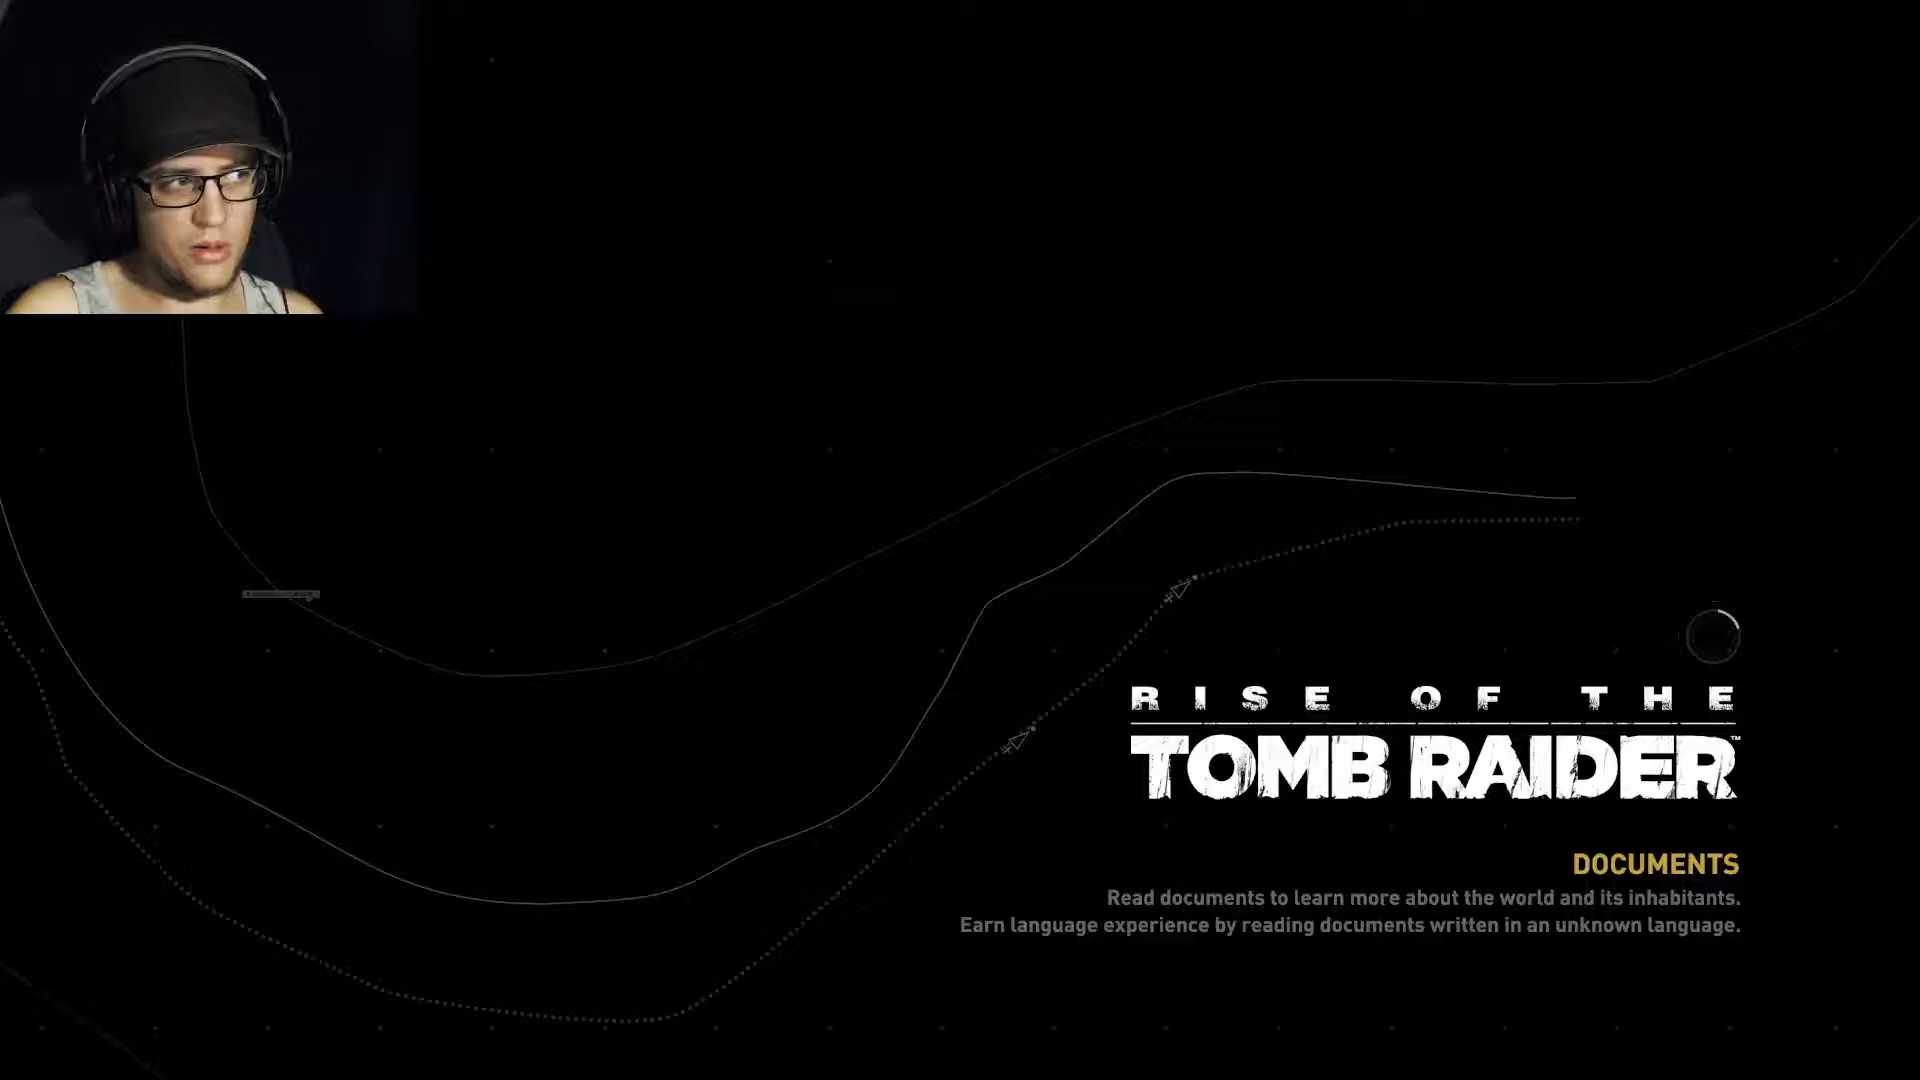 RISE OF THE
TOMB RAIDER™
DOCUMENTS
Read documents to learn more about the world and its inhabitants.
Earn language experience by reading documents written in an unknown language.